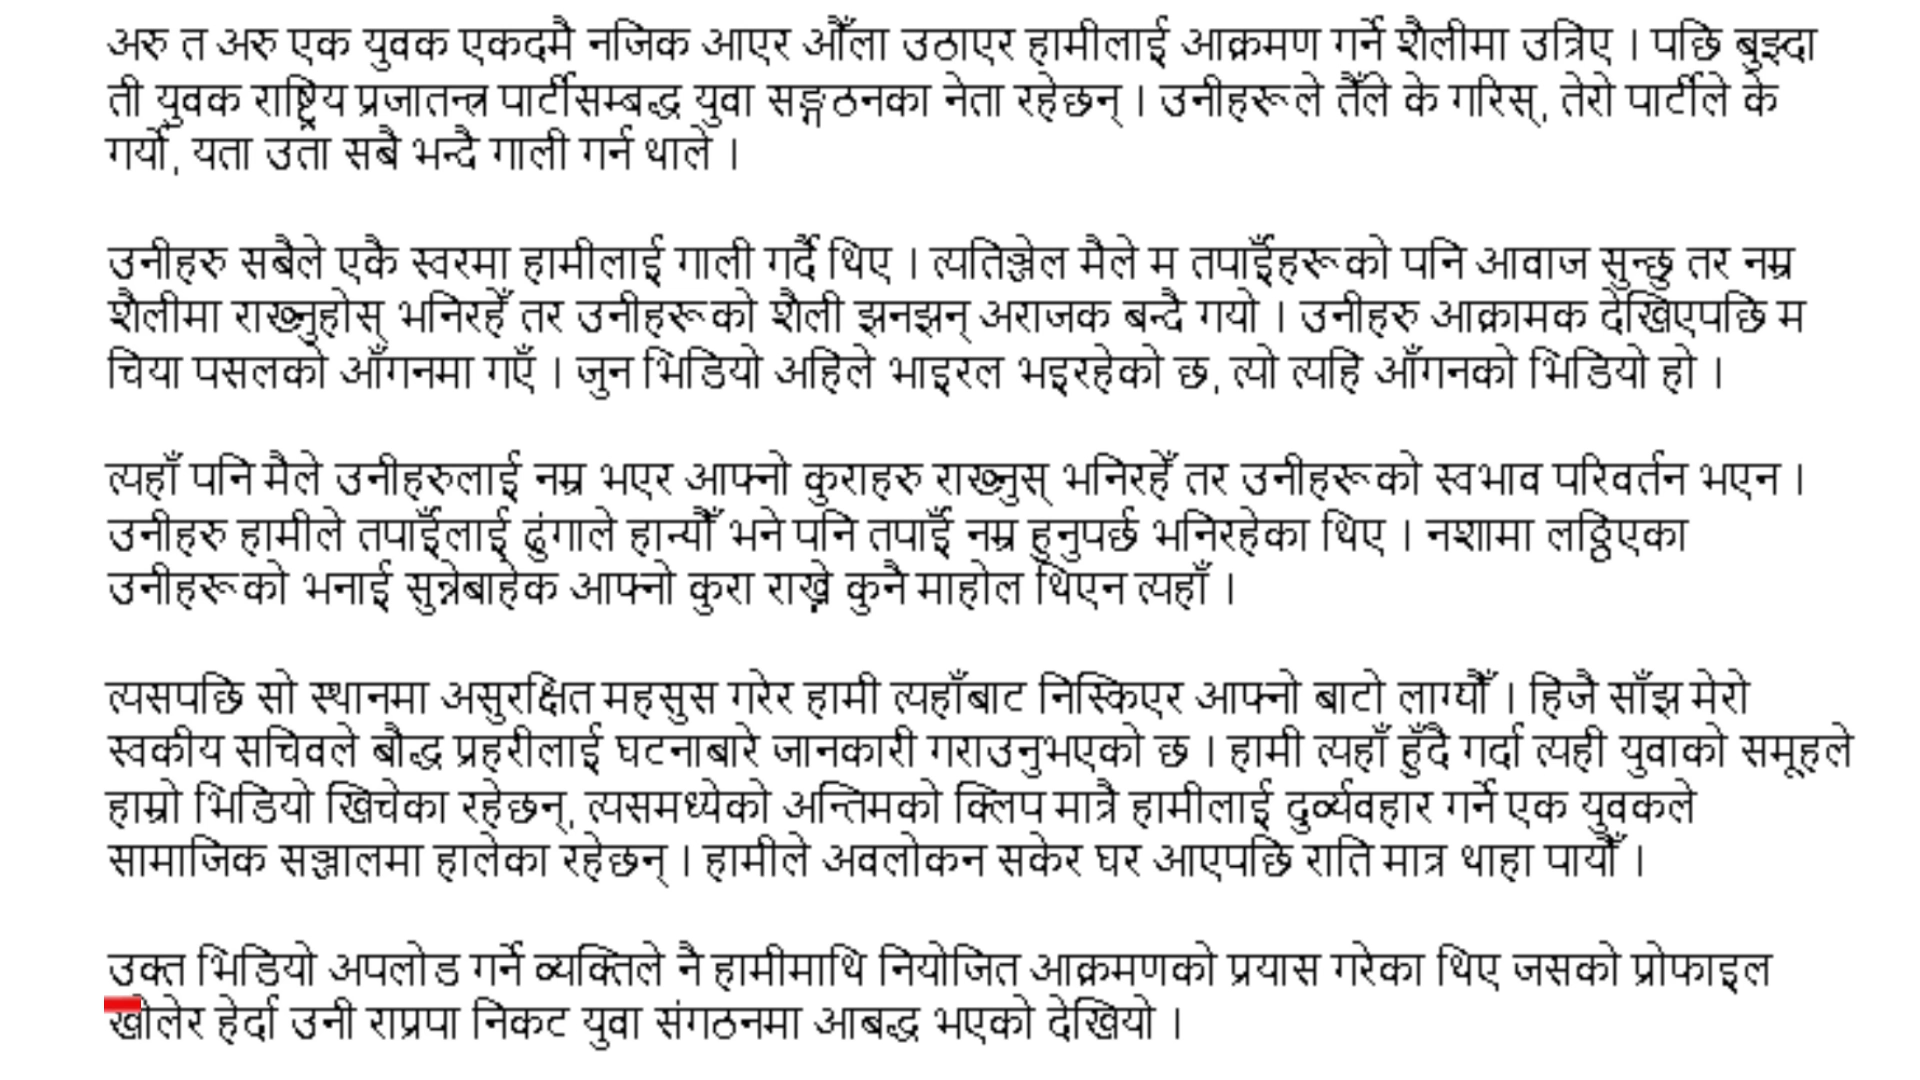 अरु त अरु एक युवक एकदमै नजिक आएर औँला उठाएर हामीलाई आक्रमण गर्ने शैलीमा उत्रिए । पछि बुझ्दा
ती युवक राष्ट्रिय प्रजातन्त्र पार्टीसम्बद्ध युवा सङ्गठनका नेता रहेछन् । उनीहरूले तैँले के गरिस्, तेरो पार्टीले के
गर्यो, यता उता सबै भन्दै गाली गर्न थाले ।
उनीहरु सबैले एकै स्वरमा हामीलाई गाली गर्दै थिए । त्यतिञ्जेल मैले म तपाईँहरूको पनि आवाज सुन्छु तर नम्र
शैलीमा राख्नुहोस् भनिरहेँ तर उनीहरूको शैली झनझन् अराजक बन्दै गयो । उनीहरु आक्रामक देखिएपछि म
चिया पसलको आँगनमा गएँ । जुन भिडियो अहिले भाइरल भइरहेको छ, त्यो त्यहि आँगनको भिडियो हो ।
त्यहाँ पनि मैले उनीहरुलाई नम्र भएर आफ्नो कुराहरु राख्नुस् भनिरहेँ तर उनीहरूको स्वभाव परिवर्तन भएन ।
उनीहरु हामीले तपाईँलाई ढुंगाले हान्यौँ भने पनि तपाईँ नम्र हुनुपर्छ भनिरहेका थिए । नशामा लठ्ठिएका
उनीहरूको भनाई सुन्नेबाहेक आफ्नो कुरा राख्ने कुनै माहोल थिएन त्यहाँ ।
त्यसपछि सो स्थानमा असुरक्षित महसुस गरेर हामी त्यहाँबाट निस्किएर आफ्नो बाटो लाग्यौँ । हिजै साँझ मेरो
स्वकीय सचिवले बौद्ध प्रहरीलाई घटनाबारे जानकारी गराउनुभएको छ । हामी त्यहाँ हुँदै गर्दा त्यही युवाको समूहले
हाम्रो भिडियो खिचेका रहेछन्, त्यसमध्येको अन्तिमको क्लिप मात्रै हामीलाई दुर्व्यवहार गर्ने एक युवकले
सामाजिक सञ्जालमा हालेका रहेछन् । हामीले अवलोकन सकेर घर आएपछि राति मात्र थाहा पायौँ ।
उक्त भिडियो अपलोड गर्ने व्यक्तिले नै हामीमाथि नियोजित आक्रमणको प्रयास गरेका थिए जसको प्रोफाइल
खोलेर हेर्दा उनी राप्रपा निकट युवा संगठनमा आबद्ध भएको देखियो ।